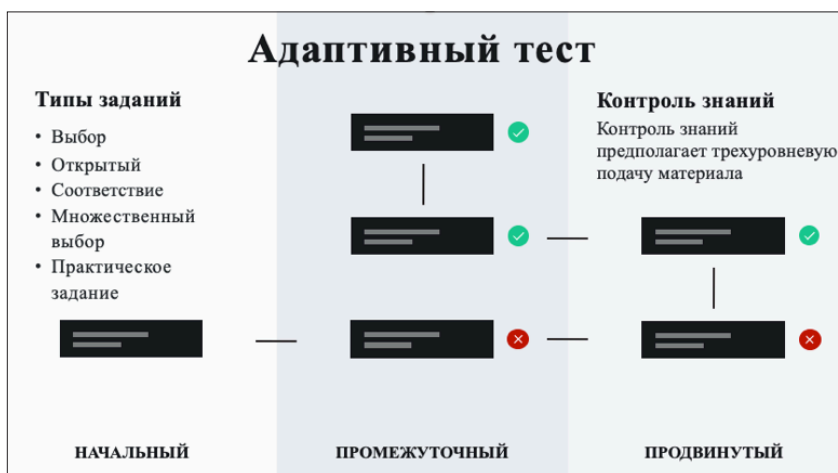 Адаптивный тест
Типы заданий
• Выбор
• Открытый
• Соответствие
• Множественный
выбор
• Практическое
задание
Контроль знаний
Контроль знаний
предполагает трехуровневую
подачу материала
НАЧАЛЬНЫЙ
ПРОМЕЖУТОЧНЫЙ
ПРОДВИНУТЫЙ